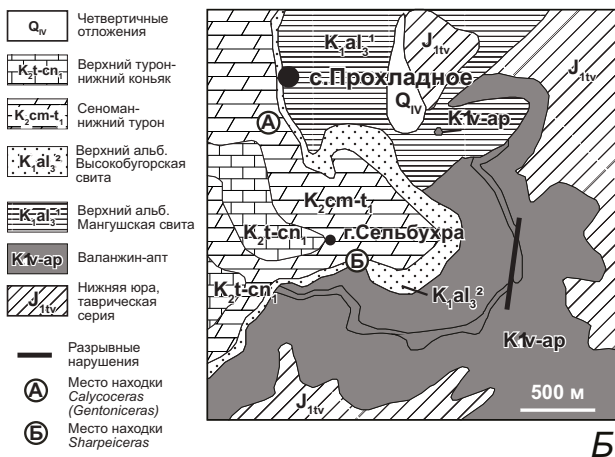 Qıv
Четвертичные
отложения
K₂t-cn₁
Верхний турон-
нижний коньяк
K₂cm-t₁
Сеноман-
нижний турон
K₁al₃²
Верхний альб.
Высокобугорская
свита
K₁al₃¹
Верхний альб.
Мангушская свита
K1v-ap
Валанжин-апт
J₁tv
Нижняя юра,
таврическая
серия
Разрывные
нарушения
А
Место находки
Calycoceras
(Gentoniceras)
Б
Место находки
Sharpeiceras
K₁al₃¹
J₁tv
J₁tv
с.Прохладное
Qıv
K1v-ap
А
K₂cm-t₁
K₂t-cn₁
г.Сельбухра
Б
K₂t-cn₁
K₁al₃²
K1v-ap
J₁tv
500 м
Б